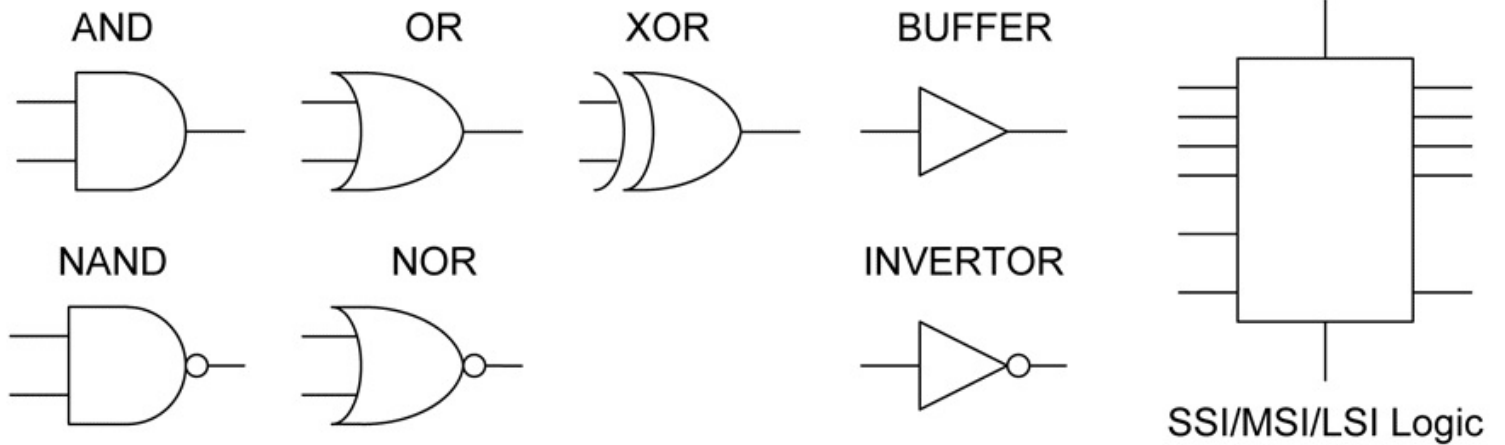 AND
OR
XOR
BUFFER
NAND
NOR
INVERTOR
SSI/MSI/LSI Logic